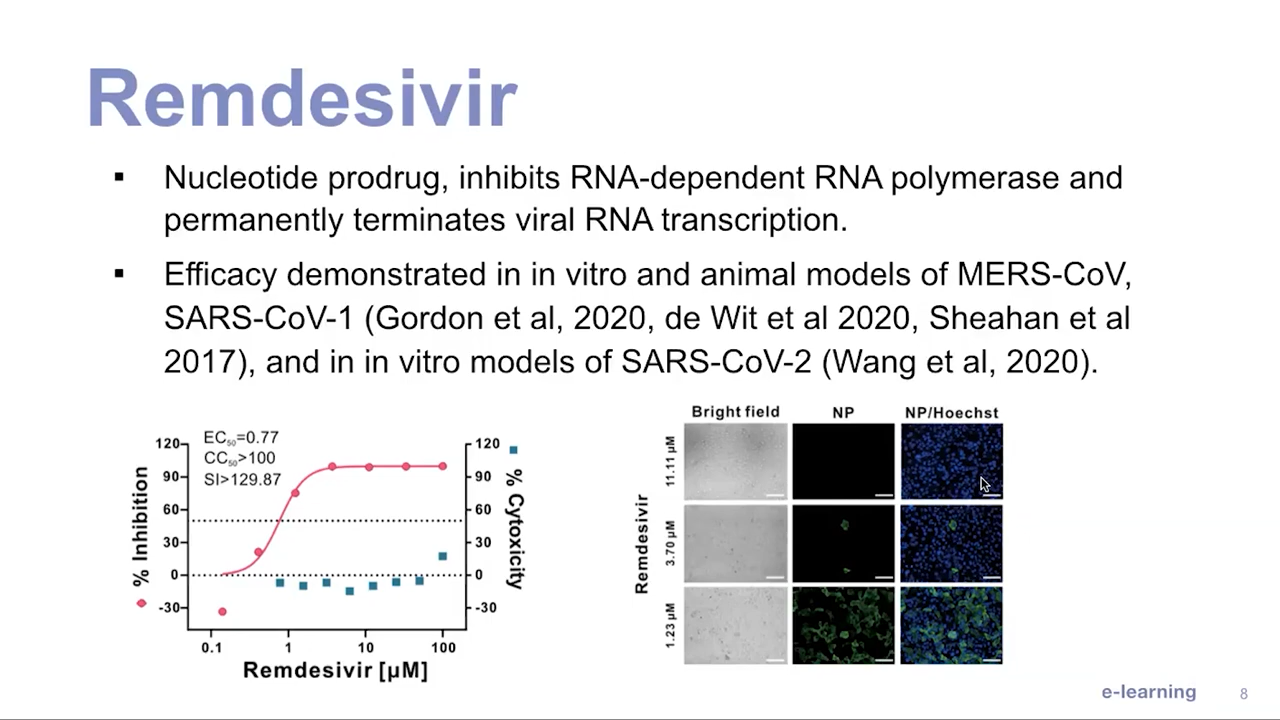 Remdesivir
▪ Nucleotide prodrug, inhibits RNA-dependent RNA polymerase and
permanently terminates viral RNA transcription.
▪ Efficacy demonstrated in in vitro and animal models of MERS-CoV,
SARS-CoV-1 (Gordon et al, 2020, de Wit et al 2020, Sheahan et al
2017), and in in vitro models of SARS-CoV-2 (Wang et al, 2020).
EC50=0.77
CC50>100
SI>129.87
% Inhibition
120
90
60
30
0
-30
120
90
60
30
0
-30
% Cytoxicity
0.1 1 10 100
Remdesivir [µM]
Bright field NP NP/Hoechst
Remdesivir
11.11 µM
3.70 µM
1.23 µM
e-learning 8